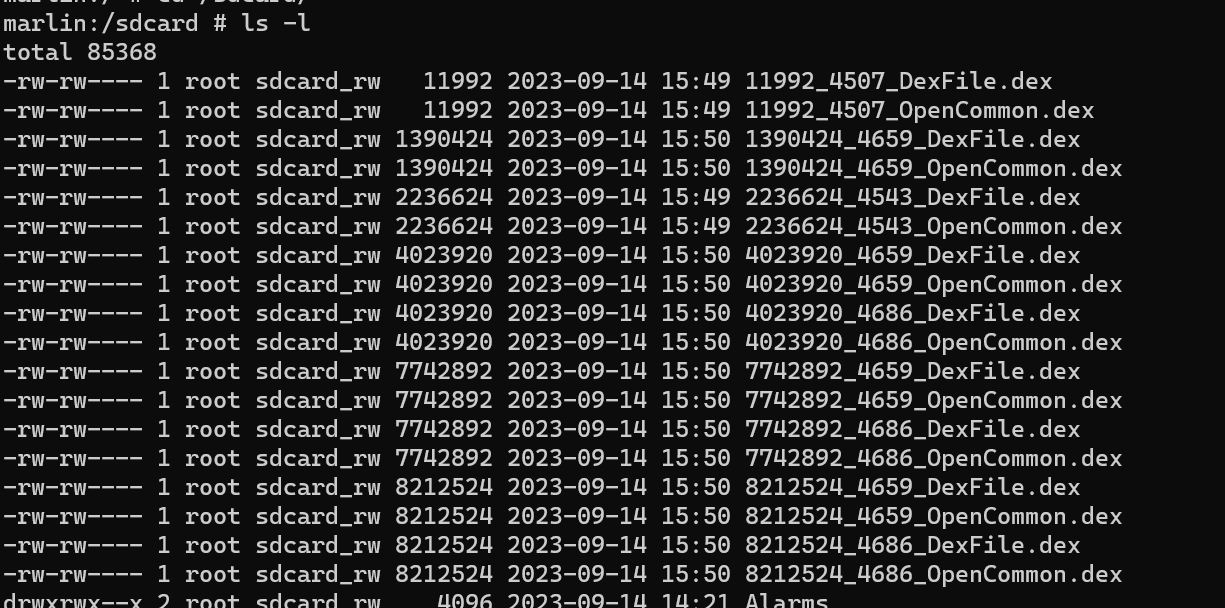 marlin:/ # cd /sdcard/
marlin:/sdcard # ls -l
total 85368
-rw-rw---- 1 root sdcard_rw   11992 2023-09-14 15:49 11992_4507_DexFile.dex
-rw-rw---- 1 root sdcard_rw   11992 2023-09-14 15:49 11992_4507_OpenCommon.dex
-rw-rw---- 1 root sdcard_rw 1390424 2023-09-14 15:50 1390424_4659_DexFile.dex
-rw-rw---- 1 root sdcard_rw 1390424 2023-09-14 15:50 1390424_4659_OpenCommon.dex
-rw-rw---- 1 root sdcard_rw 2236624 2023-09-14 15:49 2236624_4543_DexFile.dex
-rw-rw---- 1 root sdcard_rw 2236624 2023-09-14 15:49 2236624_4543_OpenCommon.dex
-rw-rw---- 1 root sdcard_rw 4023920 2023-09-14 15:50 4023920_4659_DexFile.dex
-rw-rw---- 1 root sdcard_rw 4023920 2023-09-14 15:50 4023920_4659_OpenCommon.dex
-rw-rw---- 1 root sdcard_rw 4023920 2023-09-14 15:50 4023920_4686_DexFile.dex
-rw-rw---- 1 root sdcard_rw 4023920 2023-09-14 15:50 4023920_4686_OpenCommon.dex
-rw-rw---- 1 root sdcard_rw 7742892 2023-09-14 15:50 7742892_4659_DexFile.dex
-rw-rw---- 1 root sdcard_rw 7742892 2023-09-14 15:50 7742892_4659_OpenCommon.dex
-rw-rw---- 1 root sdcard_rw 7742892 2023-09-14 15:50 7742892_4686_DexFile.dex
-rw-rw---- 1 root sdcard_rw 7742892 2023-09-14 15:50 7742892_4686_OpenCommon.dex
-rw-rw---- 1 root sdcard_rw 8212524 2023-09-14 15:50 8212524_4659_DexFile.dex
-rw-rw---- 1 root sdcard_rw 8212524 2023-09-14 15:50 8212524_4659_OpenCommon.dex
-rw-rw---- 1 root sdcard_rw 8212524 2023-09-14 15:50 8212524_4686_DexFile.dex
-rw-rw---- 1 root sdcard_rw 8212524 2023-09-14 15:50 8212524_4686_OpenCommon.dex
drwxrwx--x 2 root sdcard_rw    4096 2023-09-14 14:21 Alarms